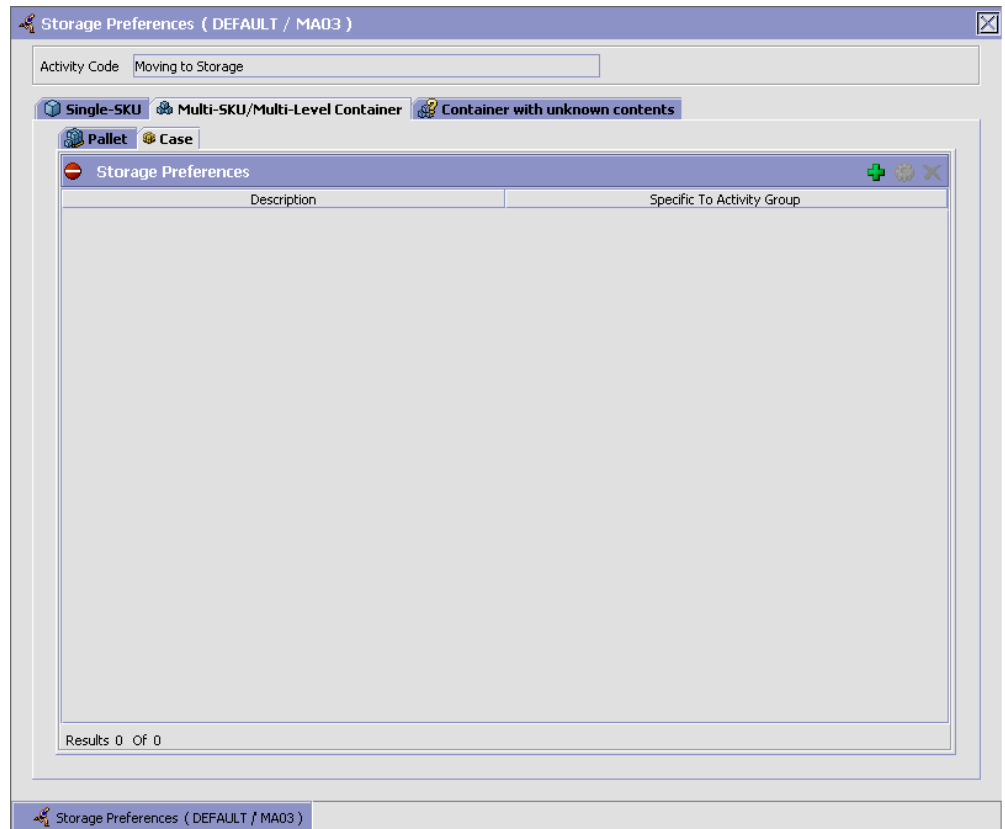 Storage Preferences ( DEFAULT / MA03 )
Activity Code Moving to Storage
Single-SKU Multi-SKU/Multi-Level Container Container with unknown contents
Pallet Case
Storage Preferences
Description Specific To Activity Group
Results 0 Of 0
Storage Preferences ( DEFAULT / MA03 )